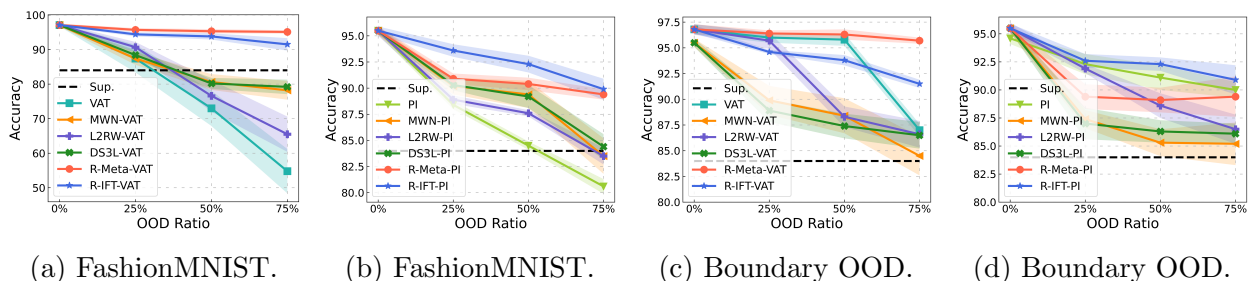 Accuracy
100
90
80
70
60
50
Sup.
VAT
MWN-VAT
L2RW-VAT
DS3L-VAT
R-Meta-VAT
R-IFT-VAT
0% 25% 50% 75%
OOD Ratio
(a) FashionMNIST.
Accuracy
95.0
92.5
90.0
87.5
85.0
82.5
80.0
Sup.
PI
MWN-PI
L2RW-PI
DS3L-PI
R-Meta-PI
R-IFT-PI
0% 25% 50% 75%
OOD Ratio
(b) FashionMNIST.
Accuracy
97.5
95.0
92.5
90.0
87.5
85.0
82.5
80.0
Sup.
VAT
MWN-VAT
L2RW-VAT
DS3L-VAT
R-Meta-VAT
R-IFT-VAT
0% 25% 50% 75%
OOD Ratio
(c) Boundary OOD.
Accuracy
95.0
92.5
90.0
87.5
85.0
82.5
80.0
Sup.
PI
MWN-PI
L2RW-PI
DS3L-PI
R-Meta-PI
R-IFT-PI
0% 25% 50% 75%
OOD Ratio
(d) Boundary OOD.